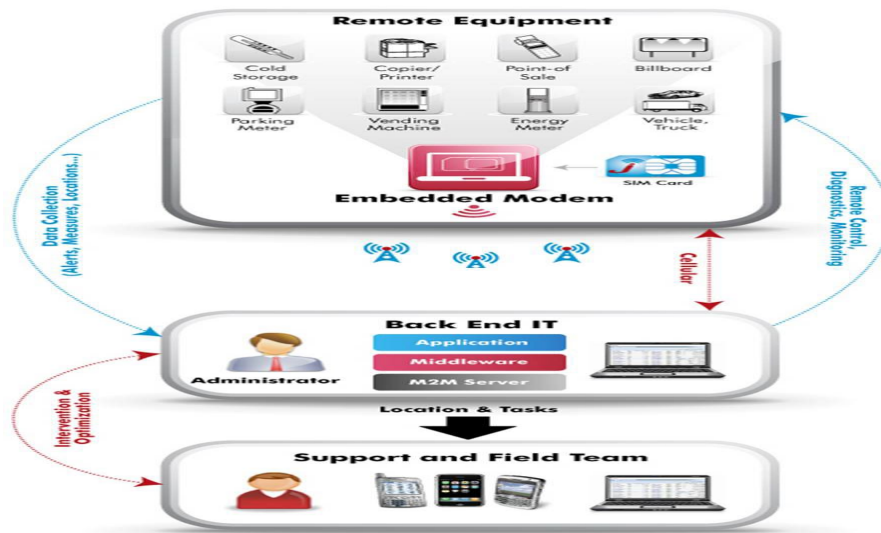 Remote Equipment
Cold
Storage
Copier/
Printer
Point-of
Sale
Billboard
Parking
Meter
Vending
Machine
Energy
Meter
Vehicle,
Truck
SIM Card
Embedded Modem
Data Collection
(Alerts, Measures, Locations...)
Remote Control,
Diagnostics, Monitoring
Cellular
Back End IT
Application
Middleware
M2M Server
Administrator
Intervention &
Optimization
Location & Tasks
Support and Field Team